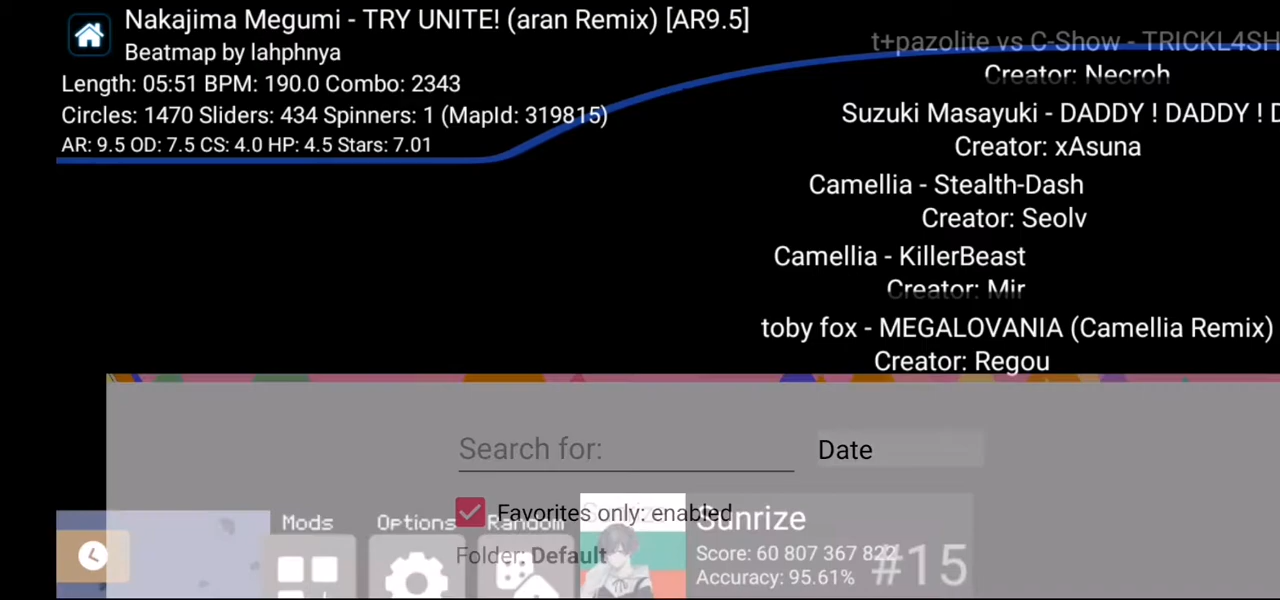 Nakajima Megumi - TRY UNITE! (aran Remix) [AR9.5]
Beatmap by lahphnya
Length: 05:51 BPM: 190.0 Combo: 2343
Circles: 1470 Sliders: 434 Spinners: 1 (MapId: 319815)
AR: 9.5 OD: 7.5 CS: 4.0 HP: 4.5 Stars: 7.01
t+pazolite vs C-Show - TRICKL4SH
Creator: Necroh
Suzuki Masayuki - DADDY ! DADDY ! D
Creator: xAsuna
Camellia - Stealth-Dash
Creator: Seolv
Camellia - KillerBeast
Creator: Mir
toby fox - MEGALOVANIA (Camellia Remix)
Creator: Regou
Search for:
Date
Favorites only: enabled
Folder: Default
Mods
Options
Random
Sunrize
Score: 60 807 367 822
Accuracy: 95.61%
#15